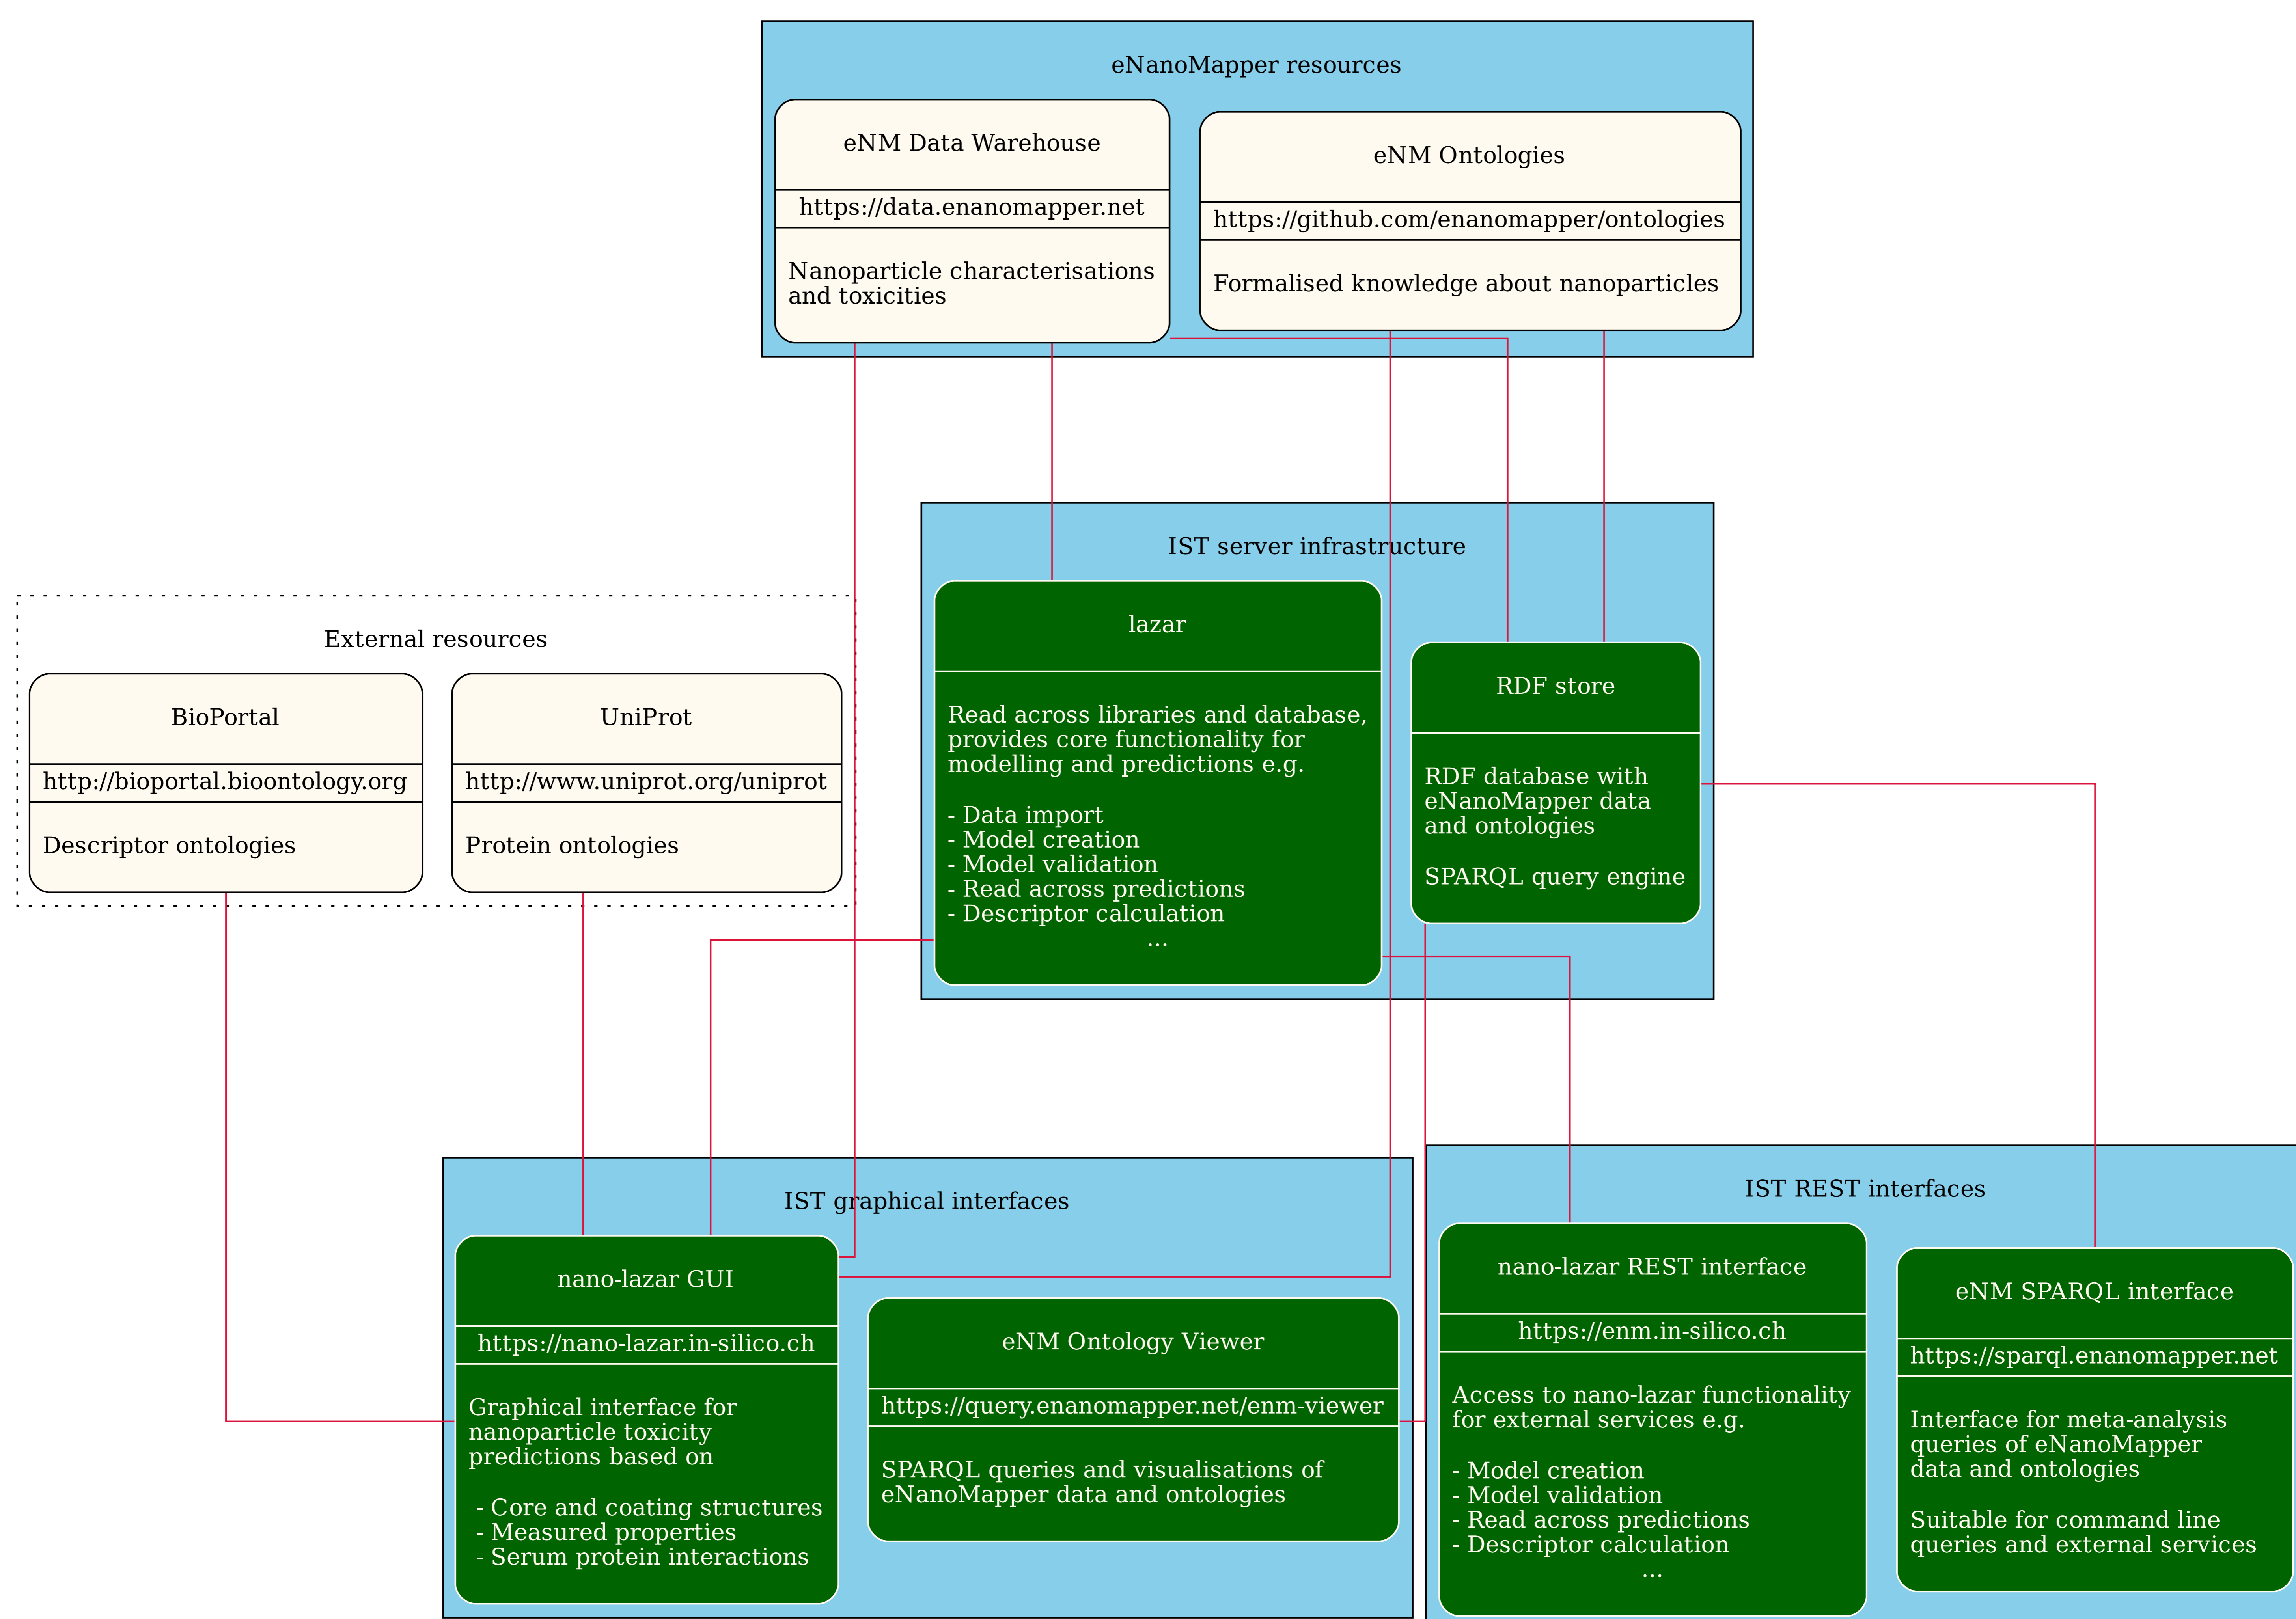 eNanoMapper resources
eNM Data Warehouse
https://data.enanomapper.net
Nanoparticle characterisations
and toxicities
eNM Ontologies
https://github.com/enanomapper/ontologies
Formalised knowledge about nanoparticles
IST server infrastructure
lazar
Read across libraries and database,
provides core functionality for
modelling and predictions e.g.
- Data import
- Model creation
- Model validation
- Read across predictions
- Descriptor calculation
...
RDF store
RDF database with
eNanoMapper data
and ontologies
SPARQL query engine
External resources
BioPortal
http://bioportal.bioontology.org
Descriptor ontologies
UniProt
http://www.uniprot.org/uniprot
Protein ontologies
IST graphical interfaces
nano-lazar GUI
https://nano-lazar.in-silico.ch
Graphical interface for
nanoparticle toxicity
predictions based on
- Core and coating structures
- Measured properties
- Serum protein interactions
eNM Ontology Viewer
https://query.enanomapper.net/enm-viewer
SPARQL queries and visualisations of
eNanoMapper data and ontologies
IST REST interfaces
nano-lazar REST interface
https://enm.in-silico.ch
Access to nano-lazar functionality
for external services e.g.
- Model creation
- Model validation
- Read across predictions
- Descriptor calculation
...
eNM SPARQL interface
https://sparql.enanomapper.net
Interface for meta-analysis
queries of eNanoMapper
data and ontologies
Suitable for command line
queries and external services